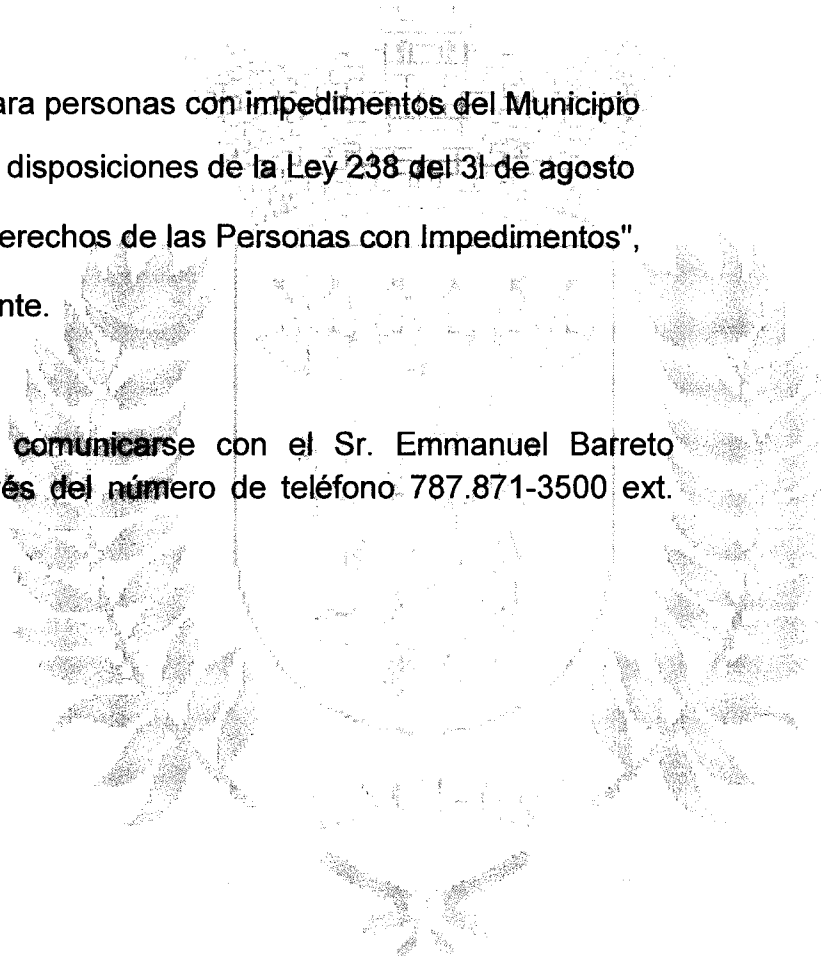 ara personas con impedimentos del Municipio
disposiciones de la Ley 238 del 3l de agosto
erechos de las Personas con Impedimentos",
nte.
comunicarse con el Sr. Emmanuel Barreto
és del número de teléfono 787.871-3500 ext.